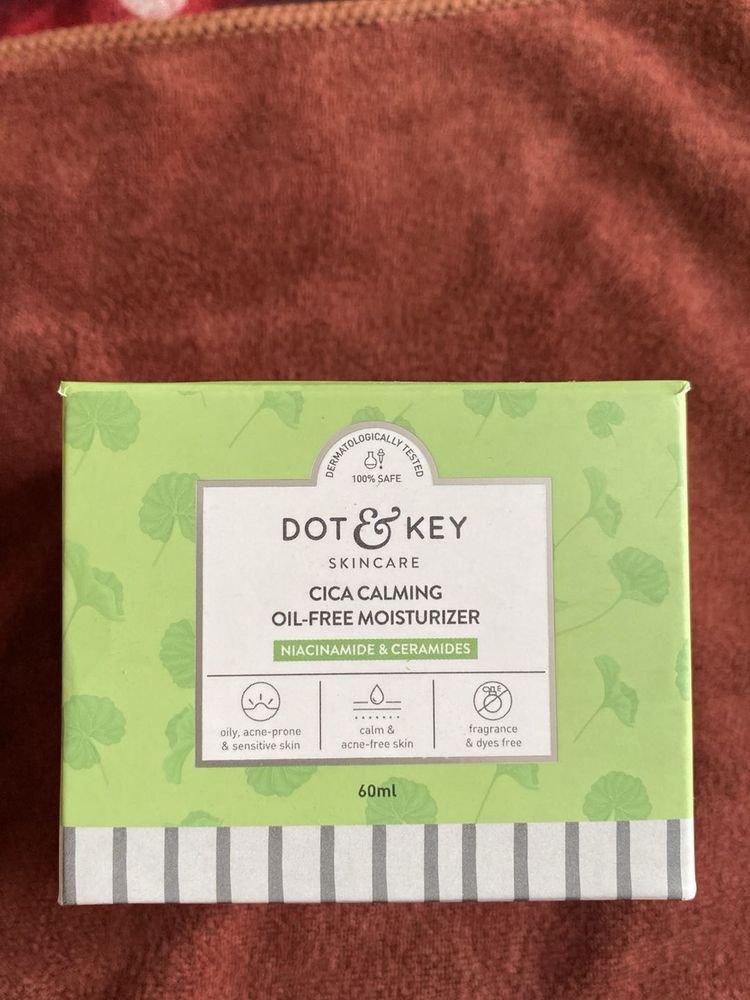 DERMATOLOGICALLY TESTED
100% SAFE
DOT & KEY
SKINCARE
CICA CALMING
OIL-FREE MOISTURIZER
NIACINAMIDE & CERAMIDES
oily, acne-prone
& sensitive skin
calm &
acne-free skin
fragrance
& dyes free
60ml